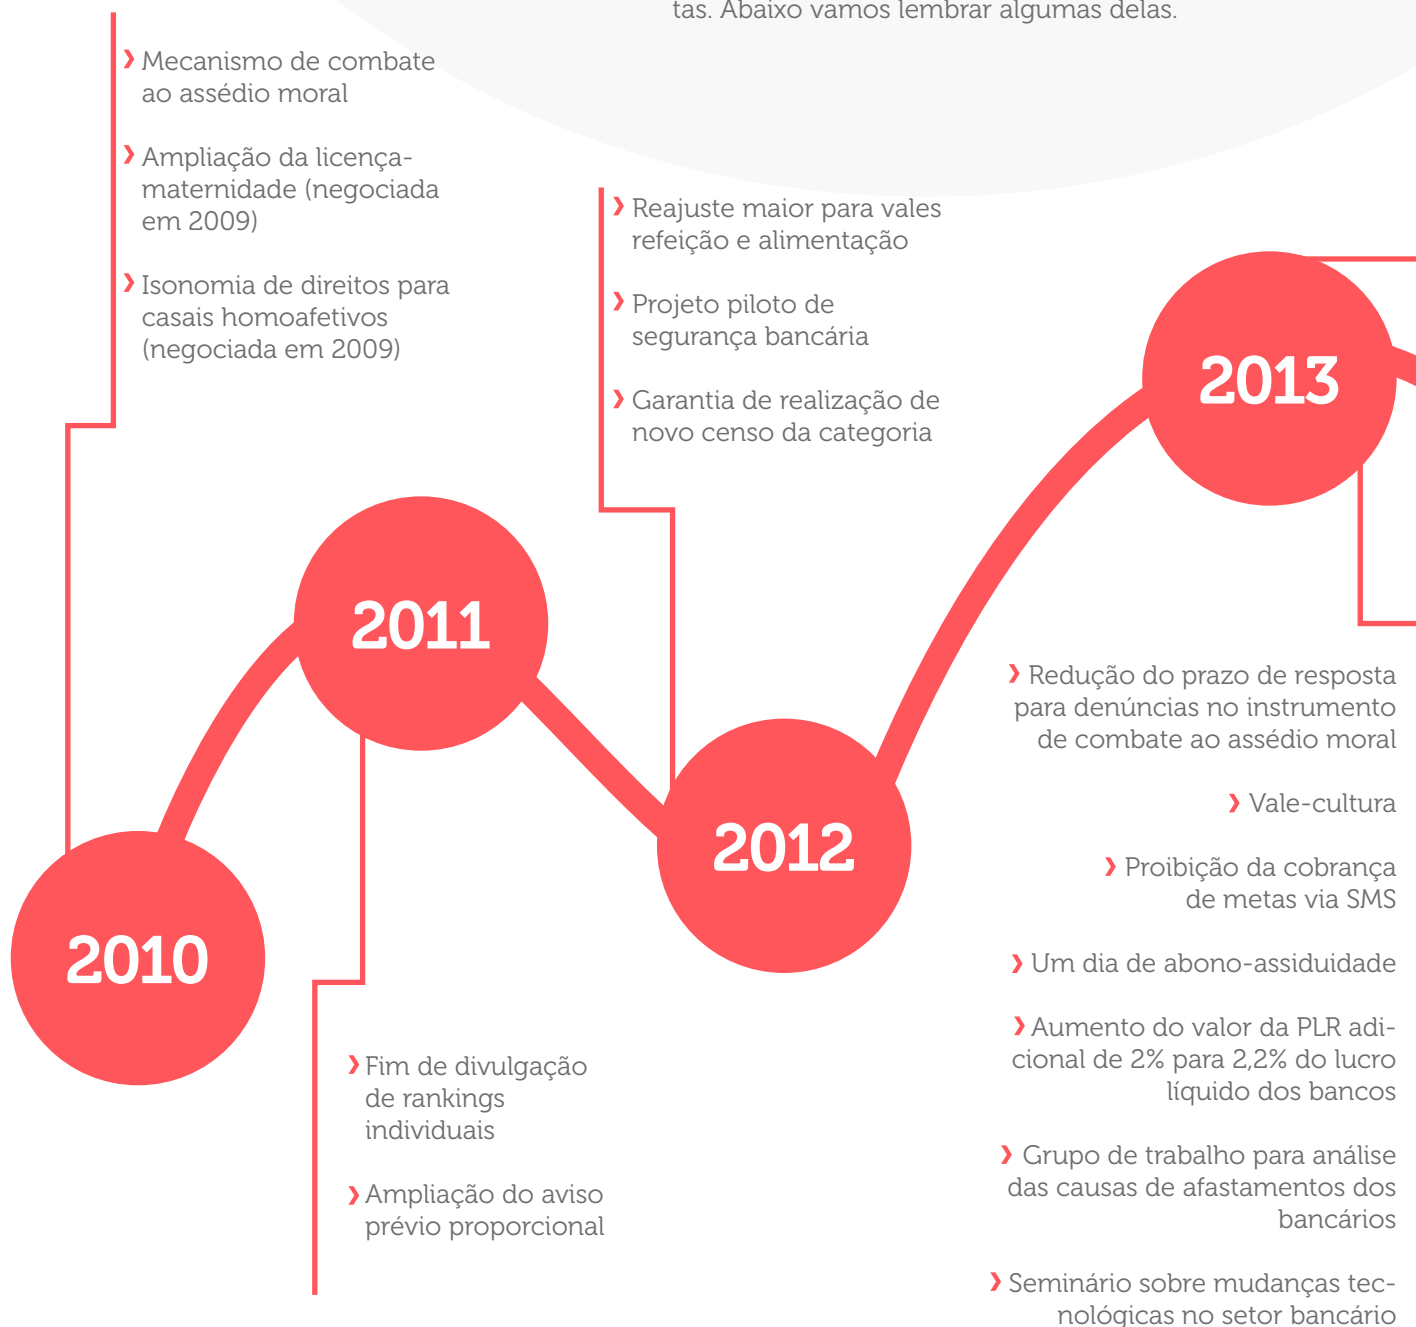 tas. Abaixo vamos lembrar algumas delas.
› Mecanismo de combate
ao assédio moral
› Ampliação da licença-
maternidade (negociada
em 2009)
› Isonomia de direitos para
casais homoafetivos
(negociada em 2009)
2010
2011
› Fim de divulgação
de rankings
individuais
› Ampliação do aviso
prévio proporcional
› Reajuste maior para vales
refeição e alimentação
› Projeto piloto de
segurança bancária
› Garantia de realização de
novo censo da categoria
2012
2013
› Redução do prazo de resposta
para denúncias no instrumento
de combate ao assédio moral
› Vale-cultura
› Proibição da cobrança
de metas via SMS
› Um dia de abono-assiduidade
› Aumento do valor da PLR adi-
cional de 2% para 2,2% do lucro
líquido dos bancos
› Grupo de trabalho para análise
das causas de afastamentos dos
bancários
› Seminário sobre mudanças tec-
nológicas no setor bancário